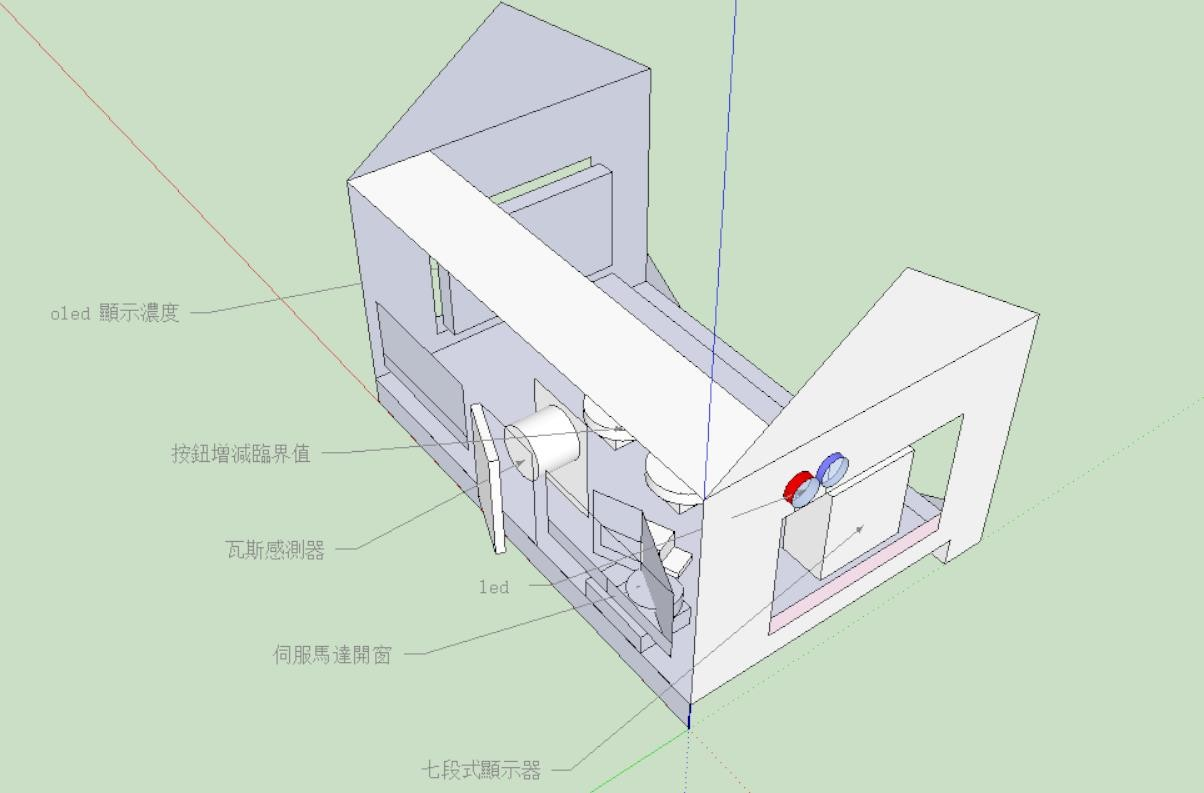 oled 顯示濃度
按鈕增減臨界值
瓦斯感測器
led
伺服馬達開窗
七段式顯示器